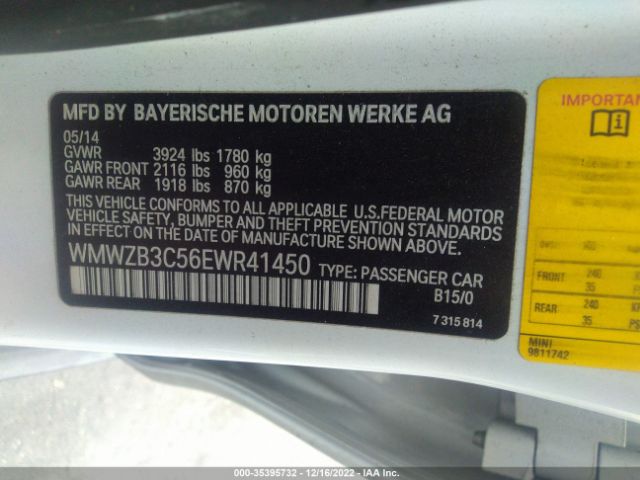 MFD BY BAYERISCHE MOTOREN WERKE AG
05/14
GVWR 3924 lbs 1780 kg
GAWR FRONT 2116 lbs 960 kg
GAWR REAR 1918 lbs 870 kg
THIS VEHICLE CONFORMS TO ALL APPLICABLE U.S.FEDERAL MOTOR
VEHICLE SAFETY, BUMPER AND THEFT PREVENTION STANDARDS
IN EFFECT ON THE DATE OF MANUFACTURE SHOWN ABOVE.
WMWZB3C56EWR41450 TYPE: PASSENGER CAR
B15/0
7 315 814
IMPORTAN
FRONT 240
35
REAR 240
35 PS
MINI
9811742
000-35395732 - 12/16/2022 - IAA Inc.